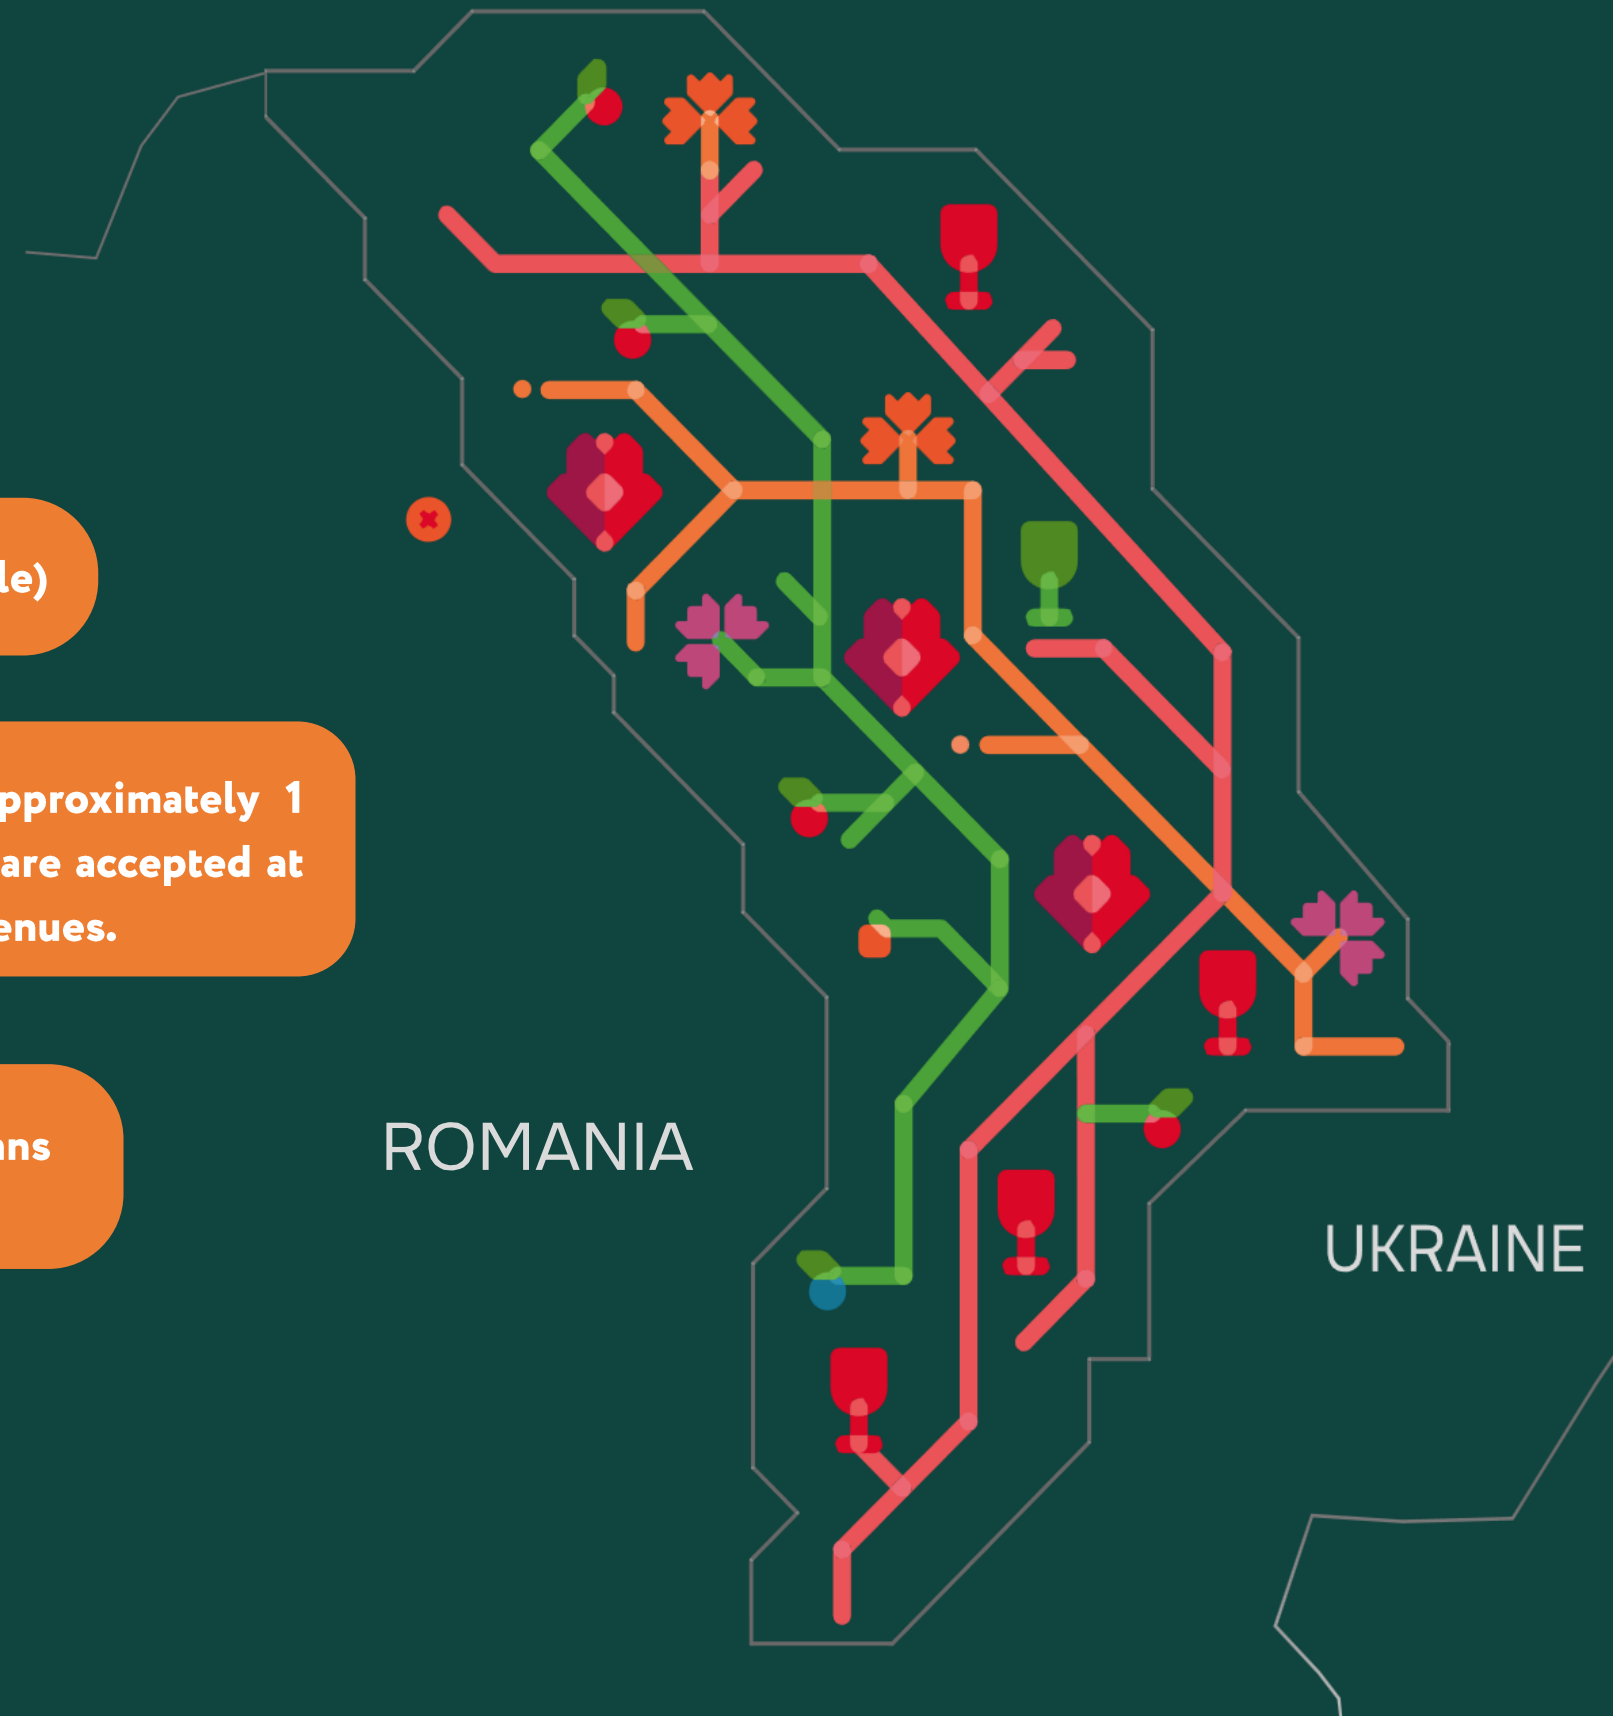 le)
pproximately 1
are accepted at
enues.
ns
ROMANIA
UKRAINE